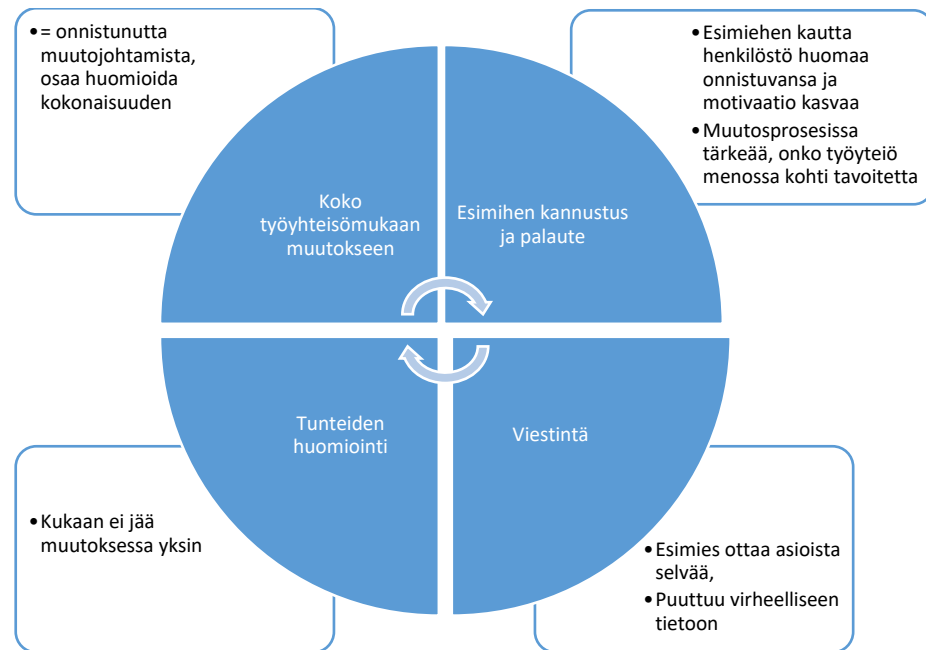 •= onnistunutta
muutojohtamista,
osaa huomioida
kokonaisuuden
•Esimiehen kautta
henkilöstö huomaa
onnistuvansa ja
motivaatio kasvaa
•Muutosprosesissa
tärkeää, onko työyteiö
menossa kohti tavoitetta
Koko
työyhteisömukaan
muutokseen
Esimihen kannustus
ja palaute
Tunteiden
huomiointi
Viestintä
•Kukaan ei jää
muutoksessa yksin
•Esimies ottaa asioista
selvää,
•Puuttuu virheelliseen
tietoon